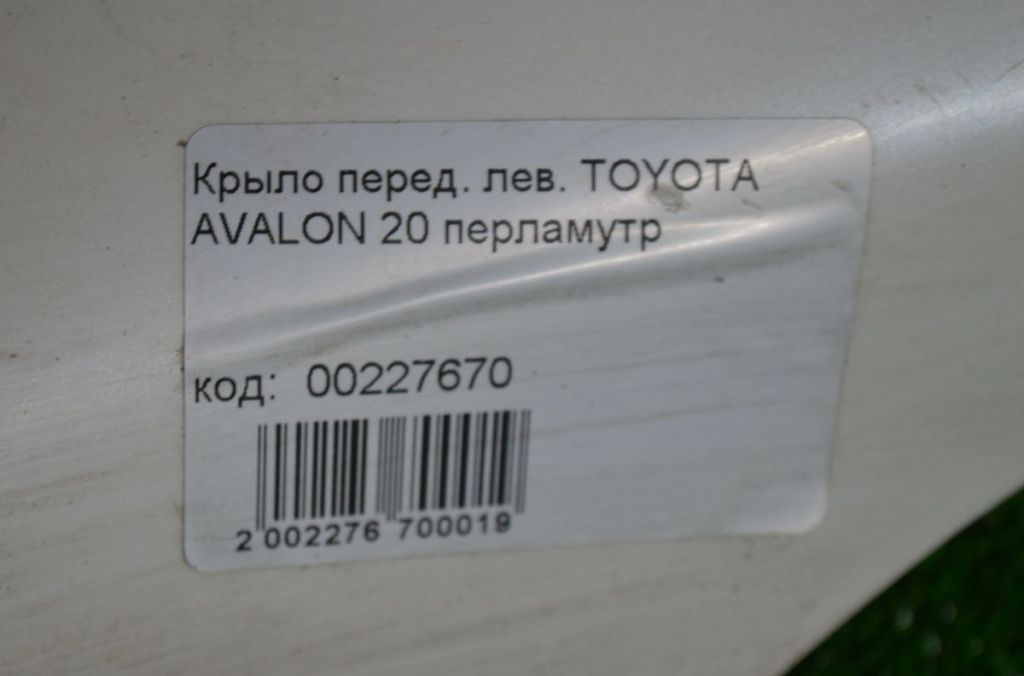 Крыло перед. лев. TOYOTA
AVALON 20 перламутр
код: 00227670
2 002276 700019